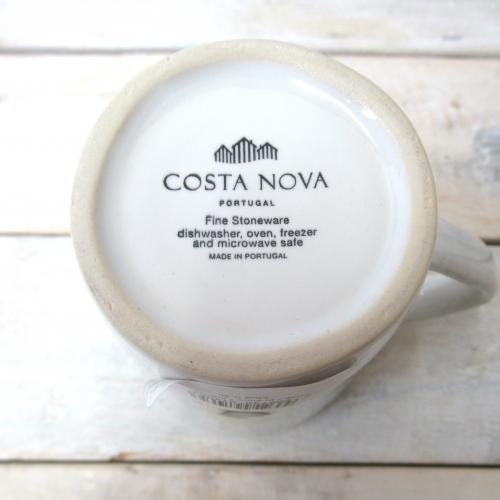 COSTA NOVA
PORTUGAL
Fine Stoneware
dishwasher, oven, freezer
and microwave safe
MADE IN PORTUGAL